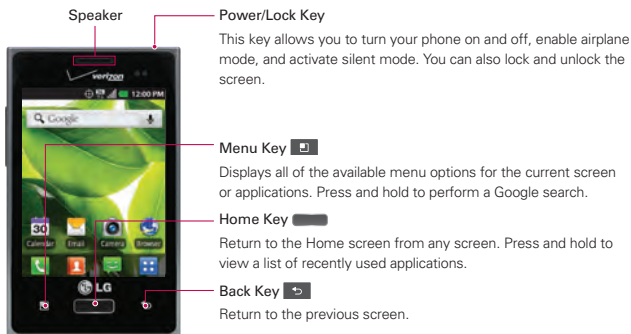 Speaker
Power/Lock Key
This key allows you to turn your phone on and off, enable airplane
mode, and activate silent mode. You can also lock and unlock the
screen.
verizon
12:00 PM
Google
Menu Key
Displays all of the available menu options for the current screen
or applications. Press and hold to perform a Google search.
30
Calendar Email Camera Browser
Home Key
Return to the Home screen from any screen. Press and hold to
view a list of recently used applications.
LG
Back Key
Return to the previous screen.